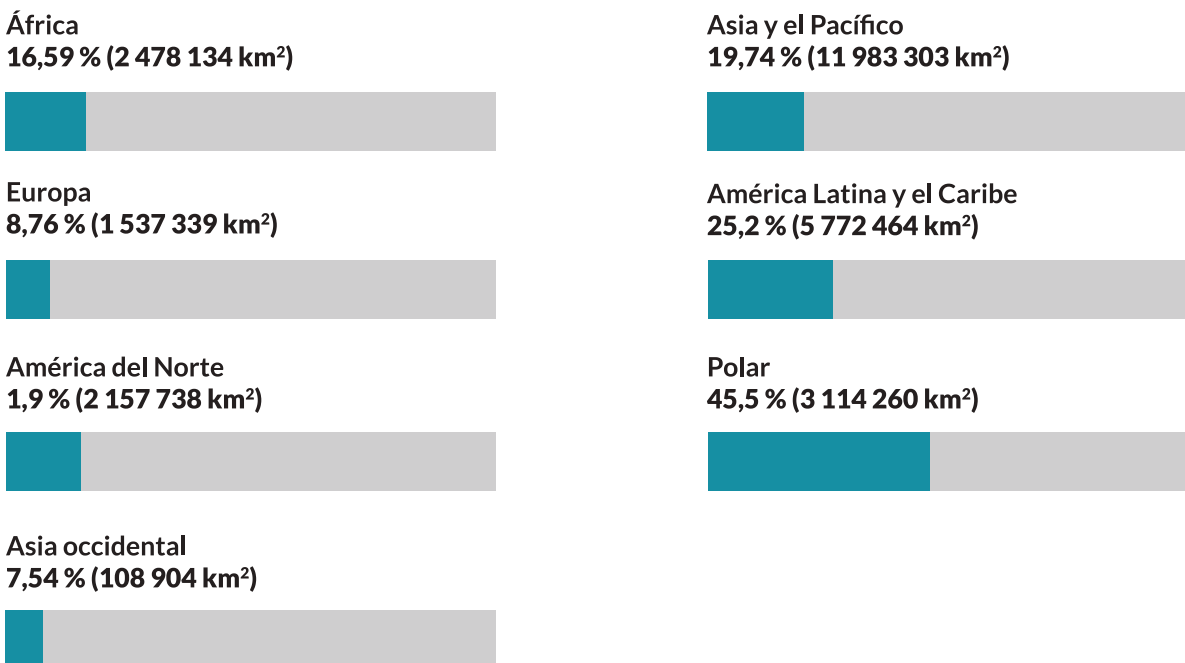 África
16,59 % (2 478 134 km²)
Asia y el Pacífico
19,74 % (11 983 303 km²)
Europa
8,76 % (1 537 339 km²)
América Latina y el Caribe
25,2 % (5 772 464 km²)
América del Norte
1,9 % (2 157 738 km²)
Polar
45,5 % (3 114 260 km²)
Asia occidental
7,54 % (108 904 km²)